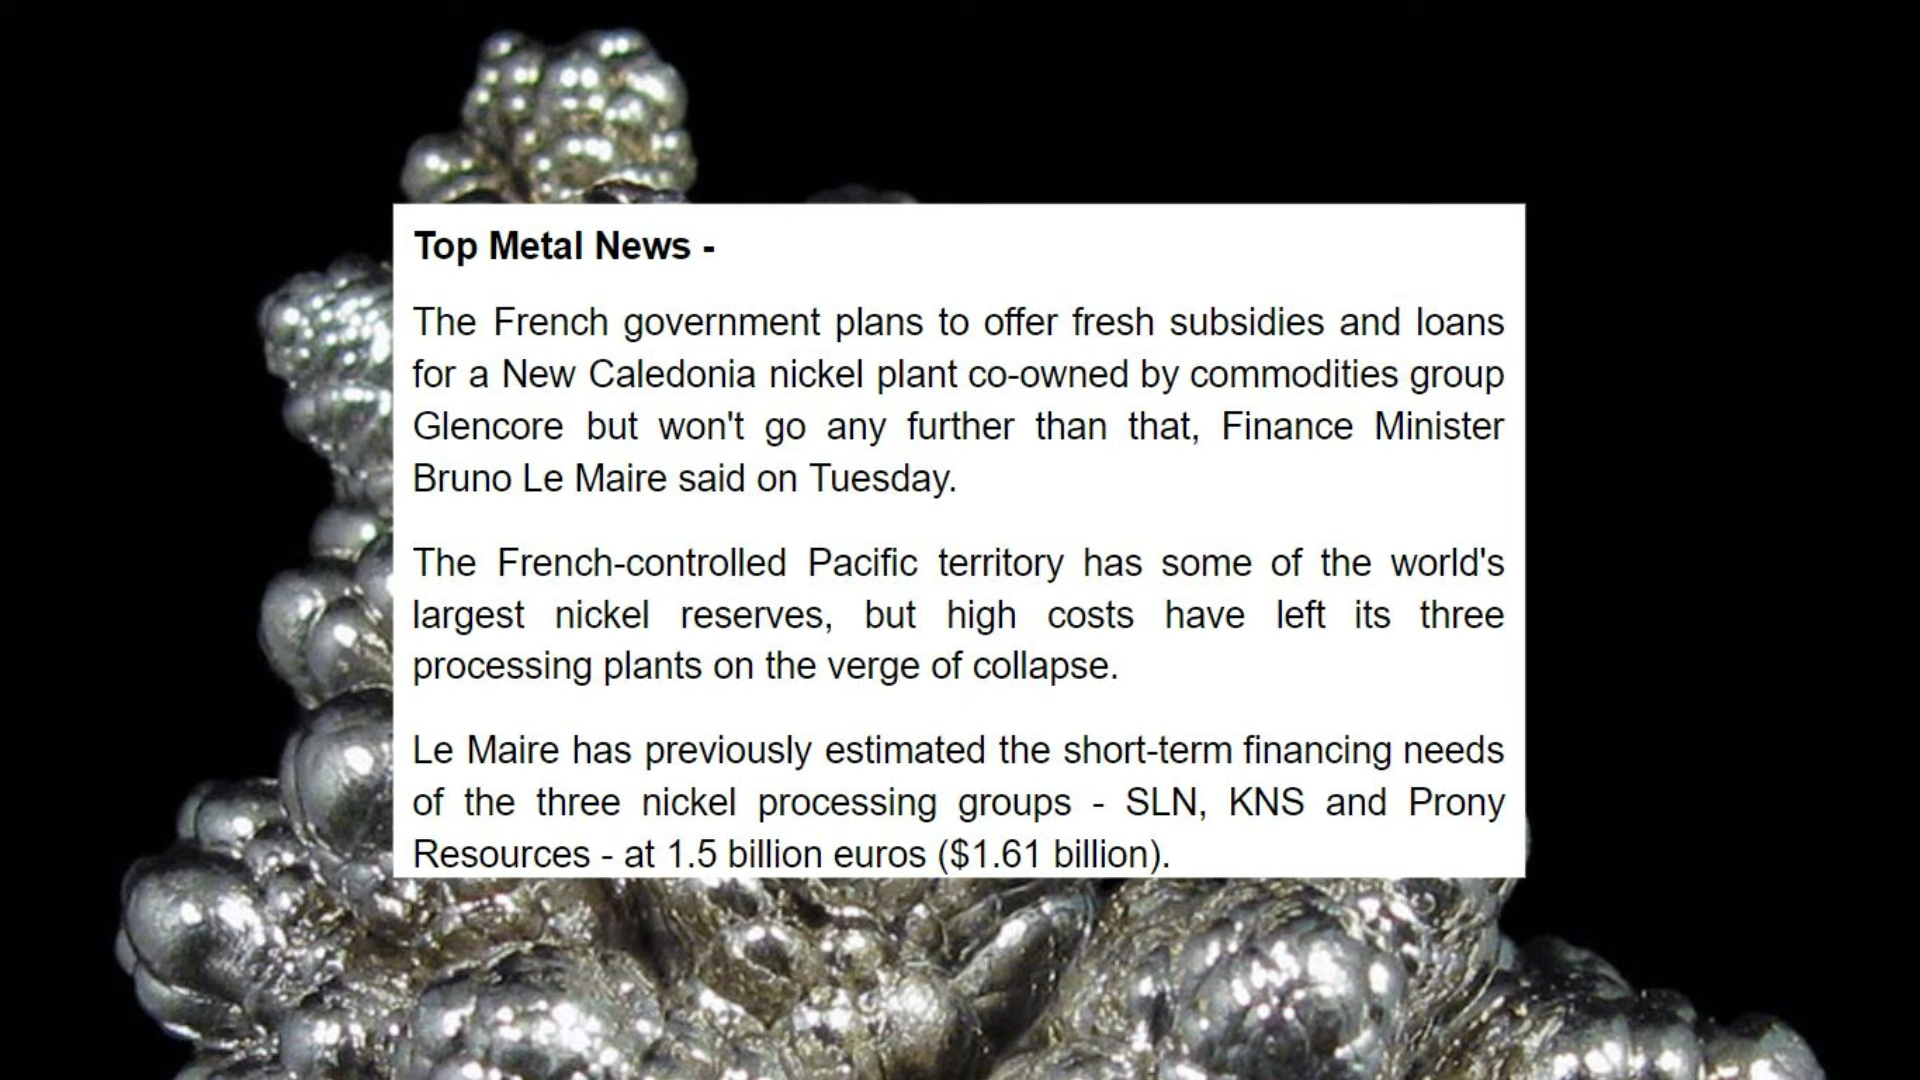 Top Metal News -
The French government plans to offer fresh subsidies and loans
for a New Caledonia nickel plant co-owned by commodities group
Glencore but won't go any further than that, Finance Minister
Bruno Le Maire said on Tuesday.
The French-controlled Pacific territory has some of the world's
largest nickel reserves, but high costs have left its three
processing plants on the verge of collapse.
Le Maire has previously estimated the short-term financing needs
of the three nickel processing groups - SLN, KNS and Prony
Resources - at 1.5 billion euros ($1.61 billion).